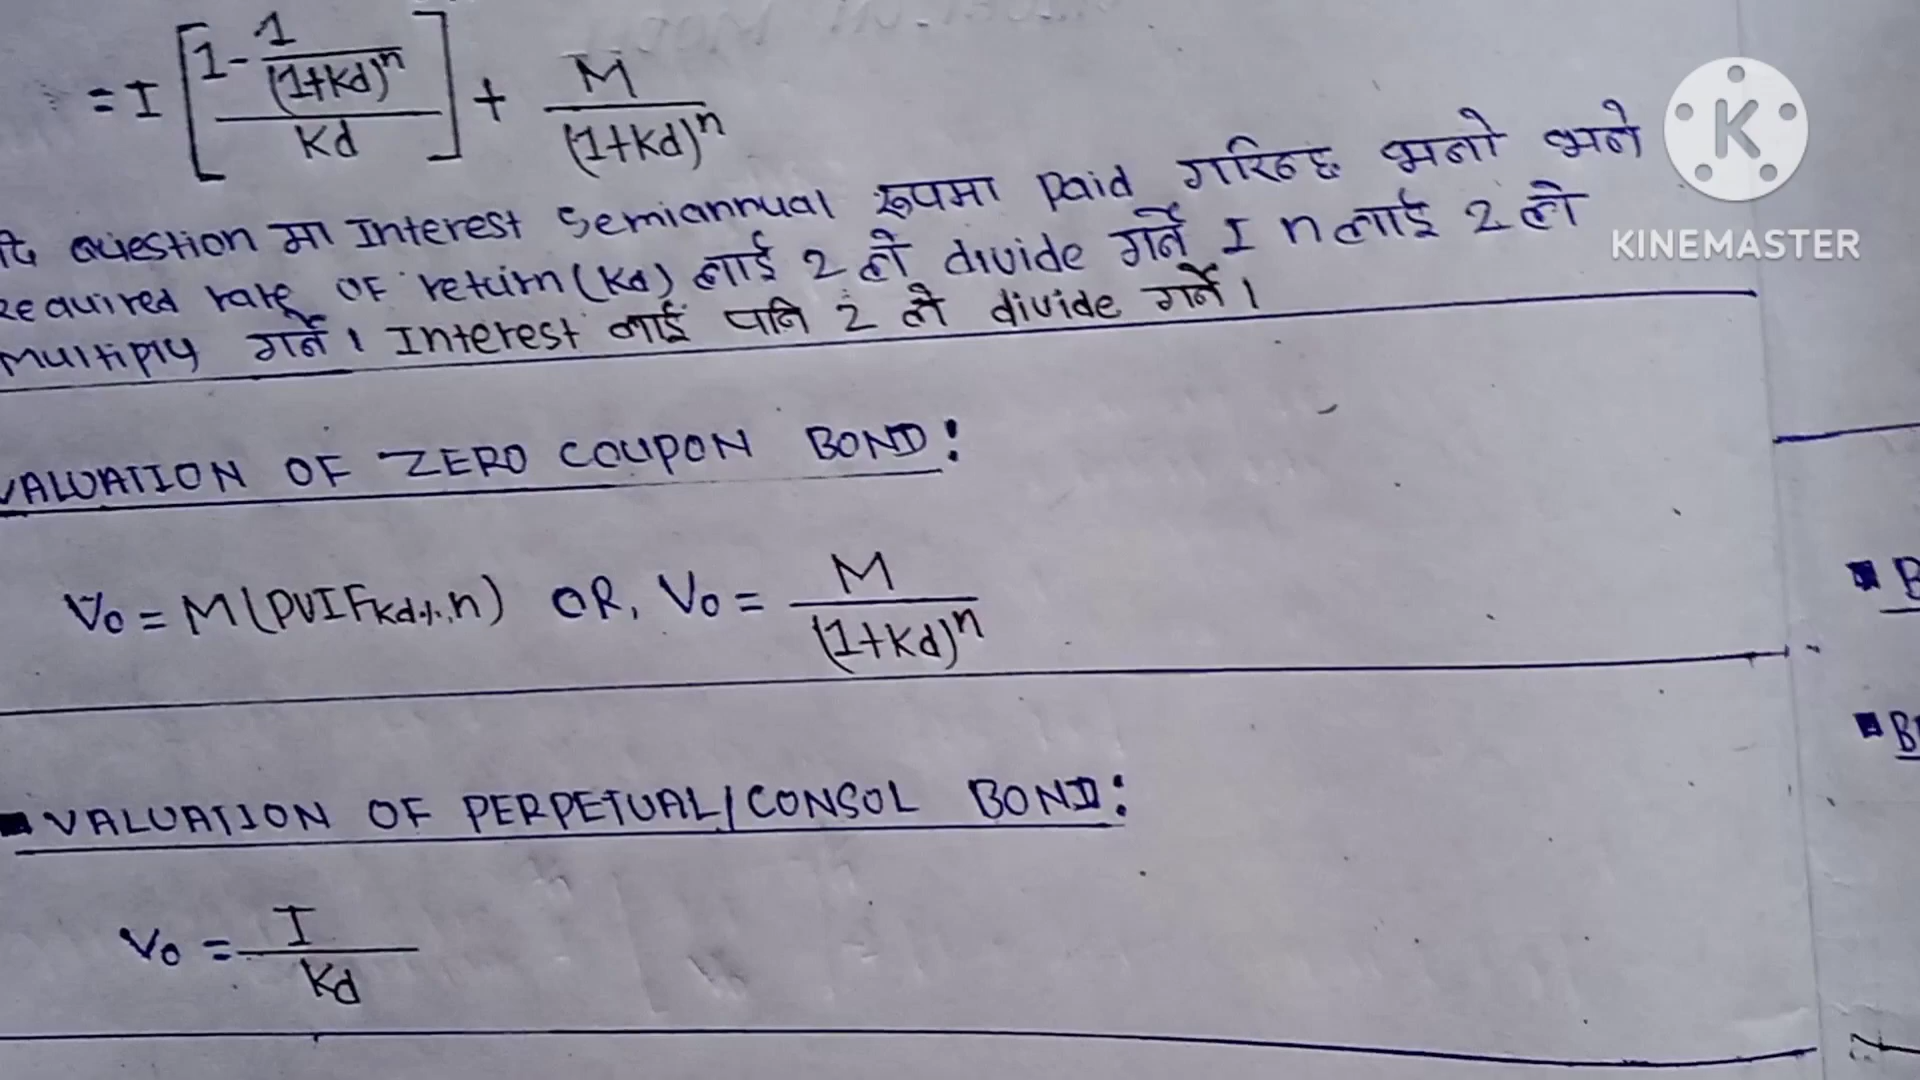 = I [ (1 - 1/(1+kd)^n) / kd ] + M/(1+kd)^n
question मा Interest semiannual रूपमा paid गरिन्छ भनो भने
Required rate of return (Kd) लाई 2 ले divide गर्ने I n लाई 2 ले
multiply गर्ने। Interest लाई पनि 2 ले divide गर्ने।
VALUATION OF ZERO COUPON BOND:
V0 = M(PVIFkd%,n) OR, V0 = M/(1+kd)^n
VALUATION OF PERPETUAL/CONSOL BOND:
V0 = I/kd
K
KINEMASTER